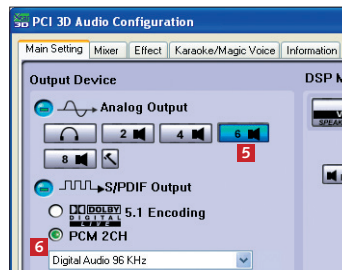 PCI 3D Audio Configuration
Main Setting Mixer Effect Karaoke/Magic Voice Information
Output Device
DSP M
Analog Output
2 4 6
5
8
S/PDIF Output
DOLBY DIGITAL LIVE 5.1 Encoding
6 PCM 2CH
Digital Audio 96 KHz